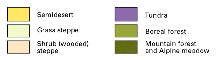 Semidesert
Grass steppe
Shrub (wooded)
steppe
Tundra
Boreal forest
Mountain forest
and Alpine meadow